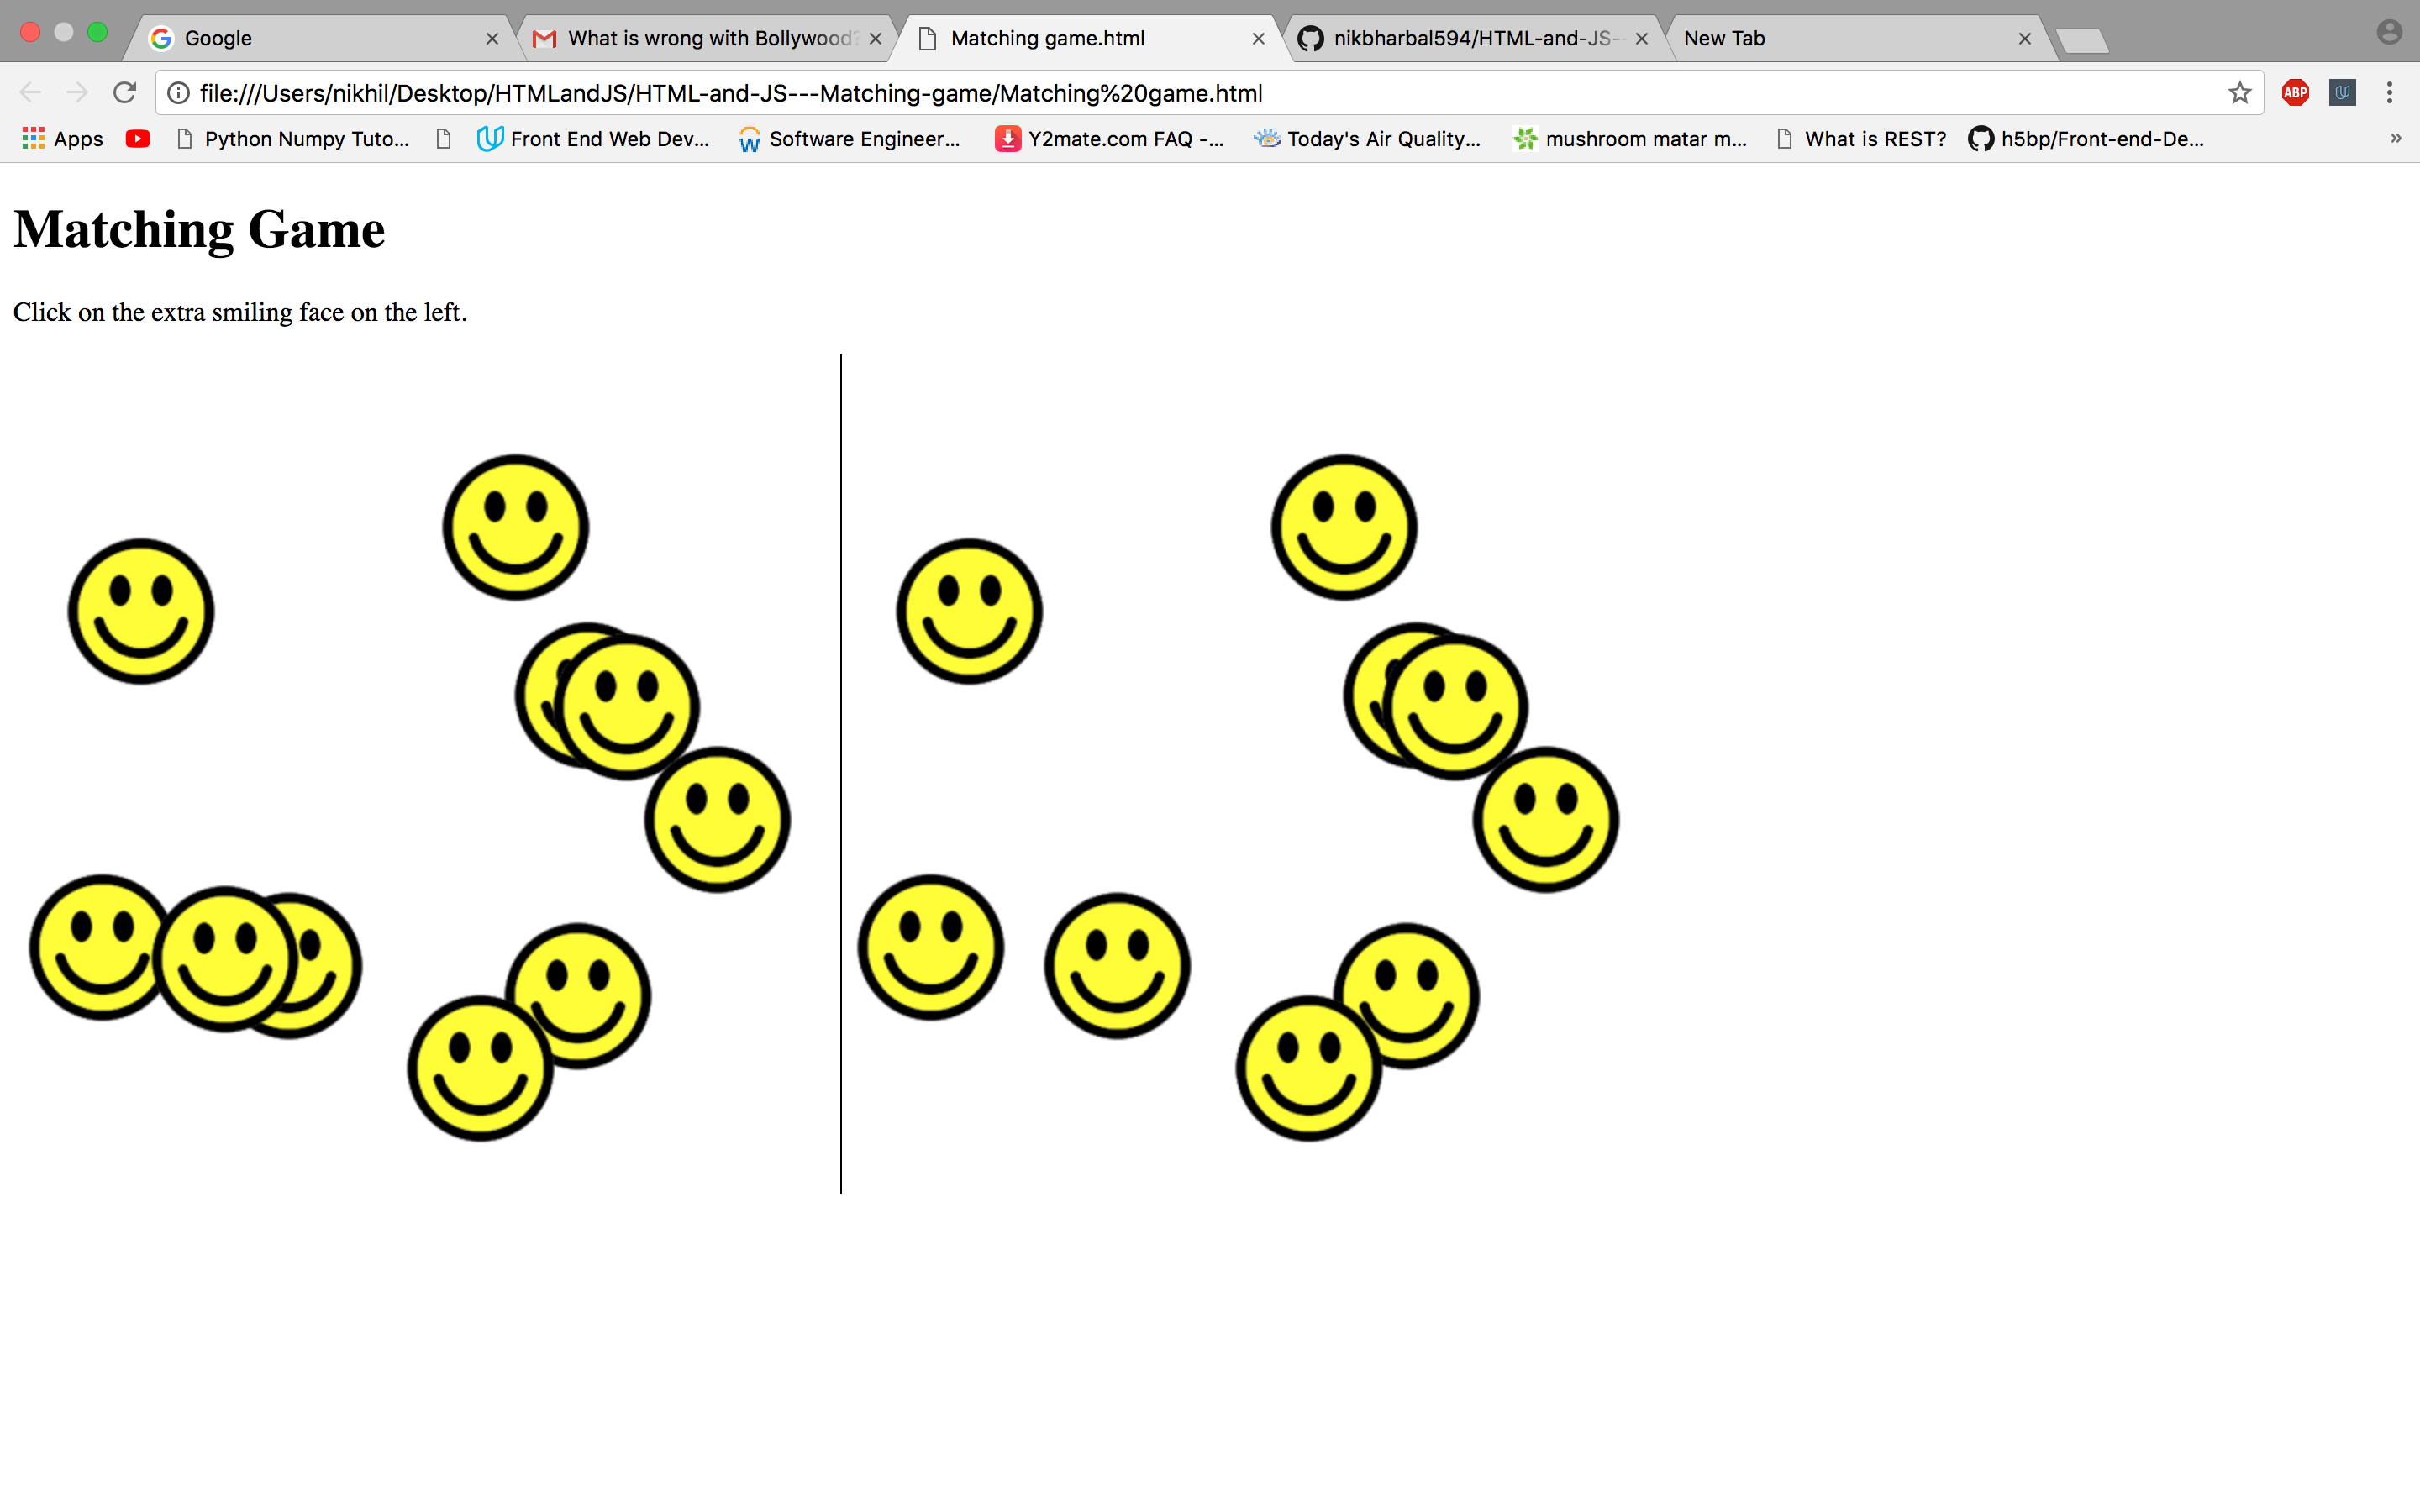 Google
What is wrong with Bollywood?
Matching game.html
nikbharbal594/HTML-and-JS--
New Tab
file:///Users/nikhil/Desktop/HTMLandJS/HTML-and-JS---Matching-game/Matching%20game.html
ABP
Apps
Python Numpy Tuto...
Front End Web Dev...
Software Engineer...
Y2mate.com FAQ -...
Today's Air Quality...
mushroom matar m...
What is REST?
h5bp/Front-end-De...
»
Matching Game
Click on the extra smiling face on the left.